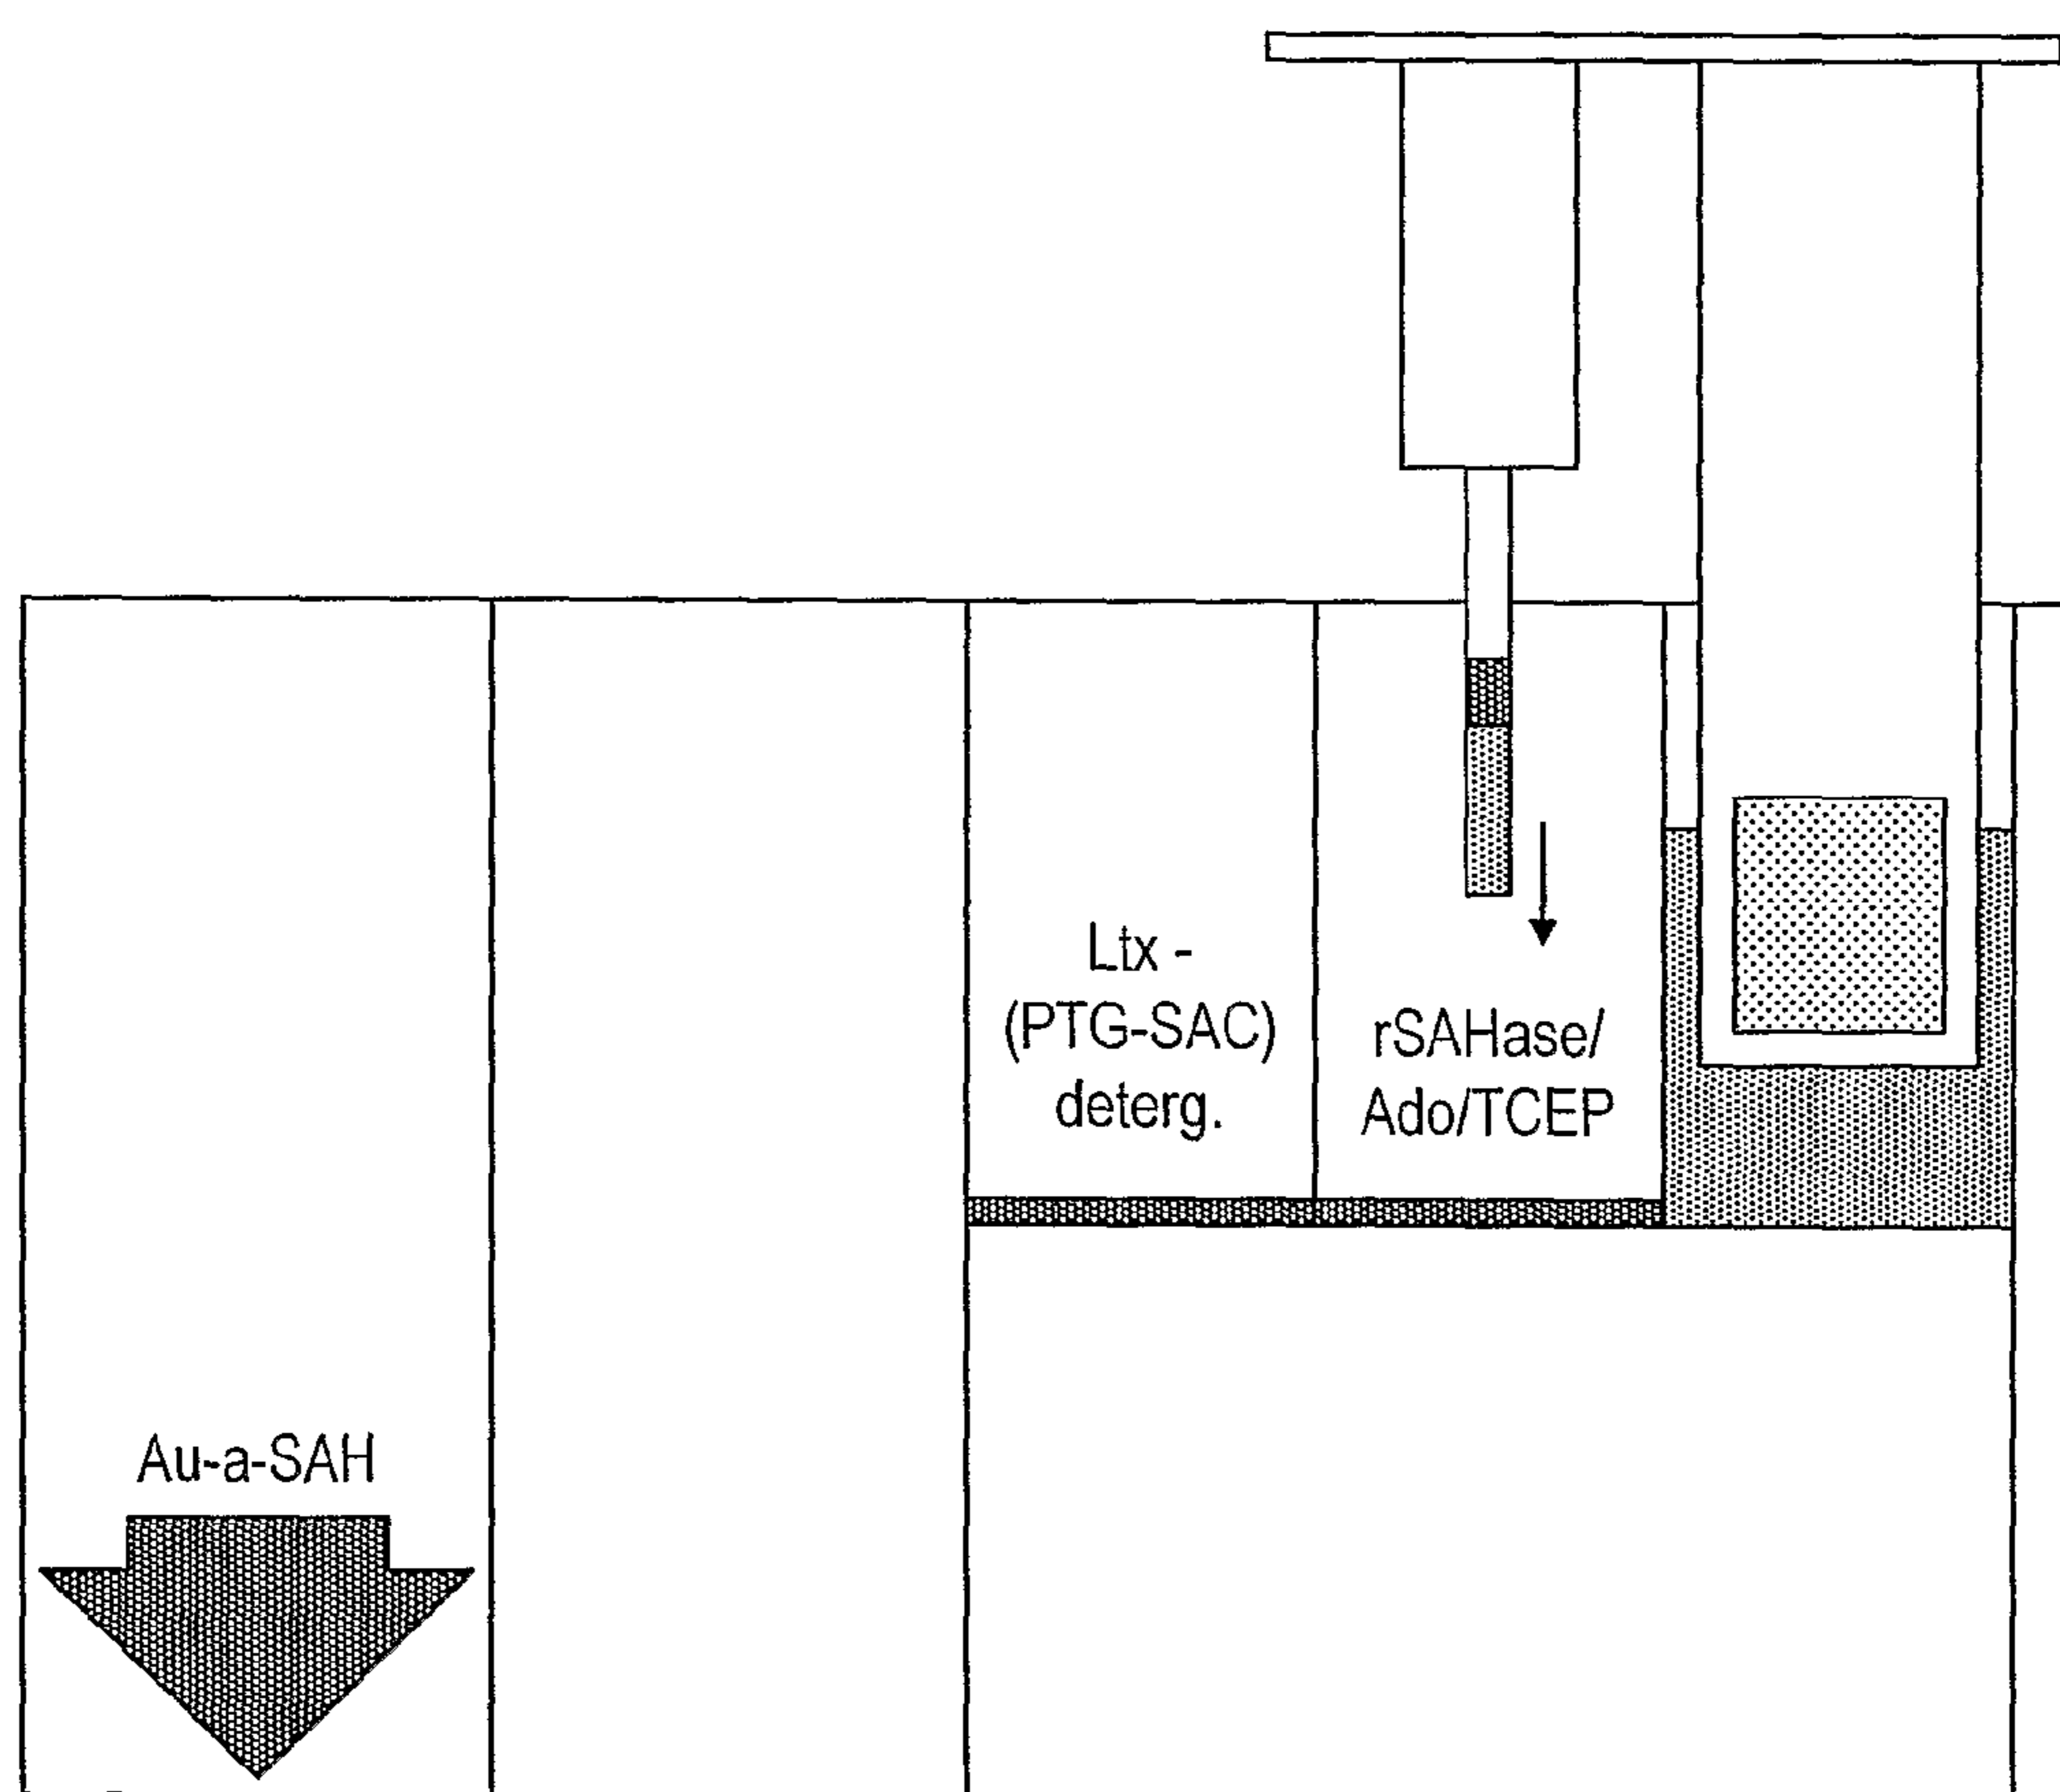 Ltx -
(PTG-SAC)
deterg.
rSAHase/
Ado/TCEP
Au-a-SAH